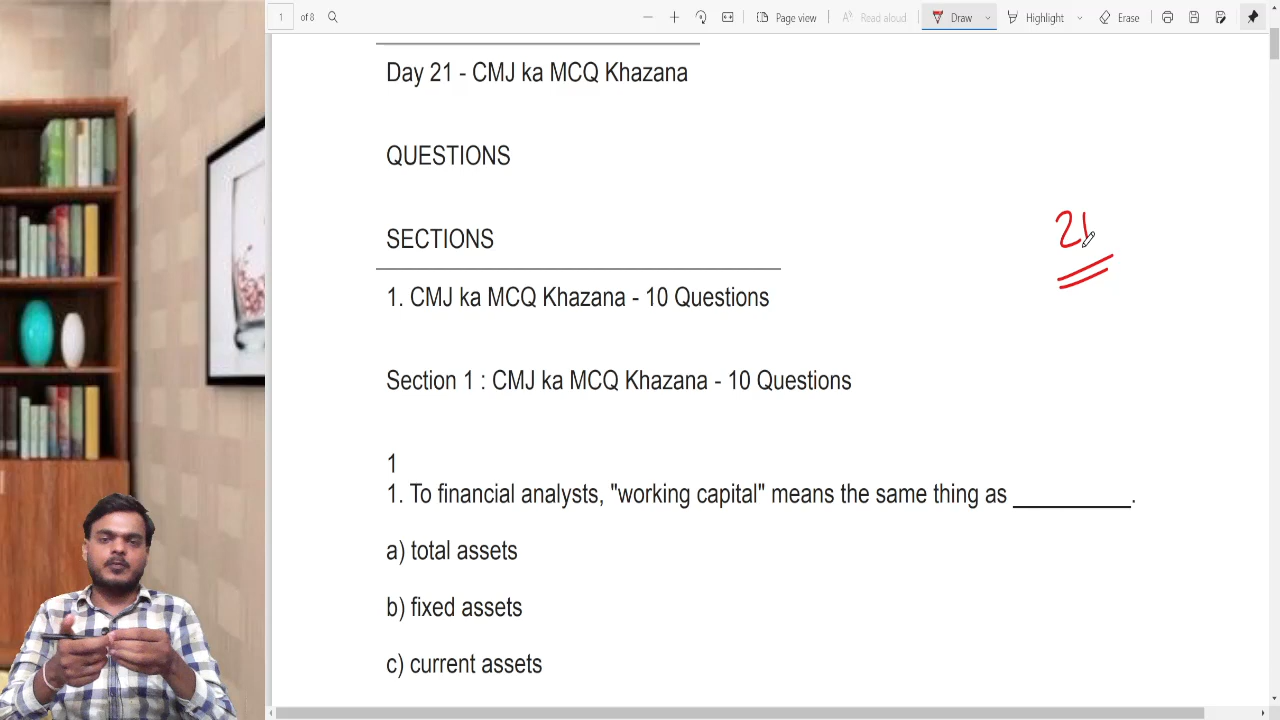 1 of 8 Page view Read aloud Draw Highlight Erase
Day 21 - CMJ ka MCQ Khazana
QUESTIONS
21
SECTIONS
1. CMJ ka MCQ Khazana - 10 Questions
Section 1 : CMJ ka MCQ Khazana - 10 Questions
1
1. To financial analysts, "working capital" means the same thing as __________.
a) total assets
b) fixed assets
c) current assets